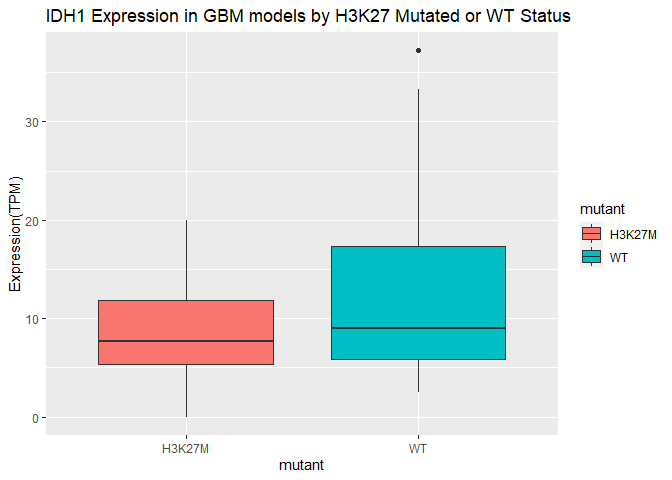 IDH1 Expression in GBM models by H3K27 Mutated or WT Status
Expression(TPM)
30
20
10
0
H3K27M
WT
mutant
mutant
H3K27M
WT